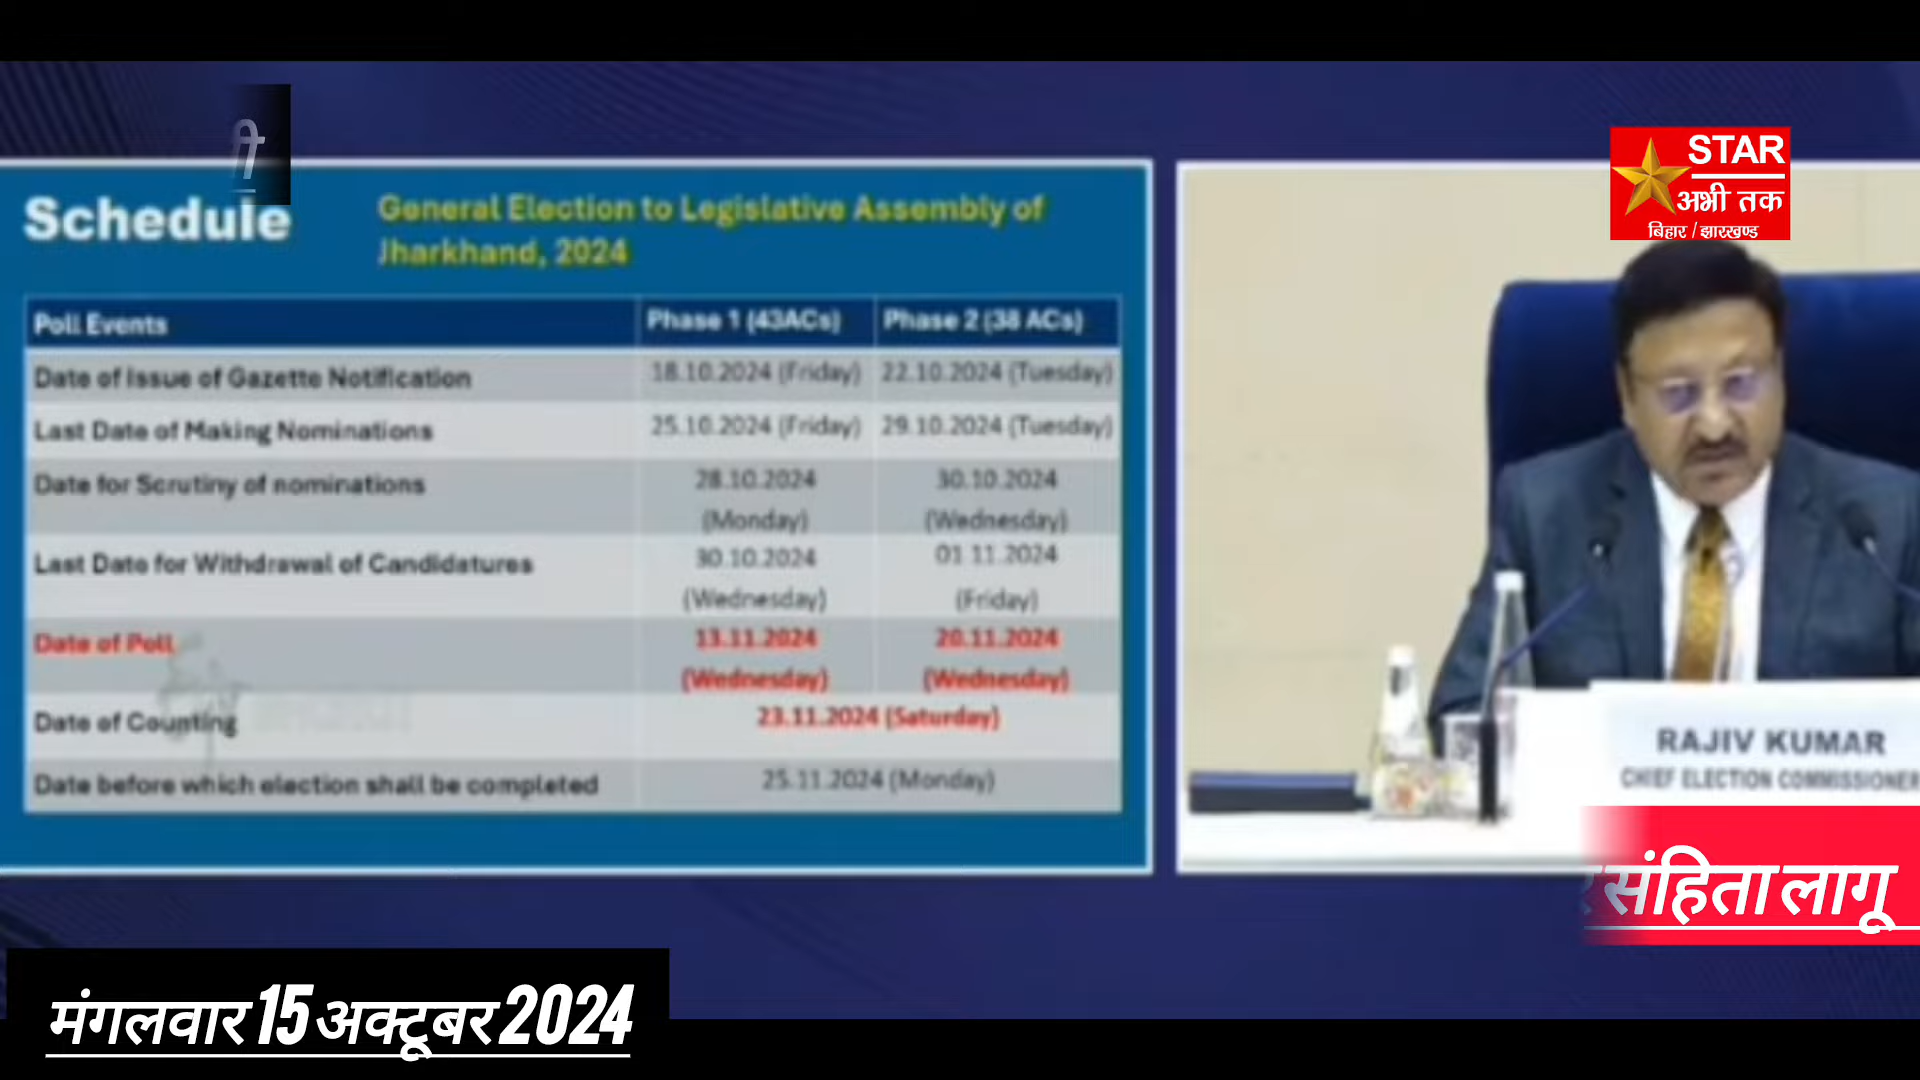 ी
STAR
अभी तक
बिहार / झारखण्ड
Schedule
General Election to Legislative Assembly of
Jharkhand, 2024
Poll Events Phase 1 (43ACs) Phase 2 (38 ACs)
Date of Issue of Gazette Notification 18.10.2024 (Friday) 22.10.2024 (Tuesday)
Last Date of Making Nominations 25.10.2024 (Friday) 29.10.2024 (Tuesday)
Date for Scrutiny of nominations 28.10.2024 30.10.2024
(Monday) (Wednesday)
Last Date for Withdrawal of Candidatures 30.10.2024 01.11.2024
(Wednesday) (Friday)
Date of Poll 13.11.2024 20.11.2024
(Wednesday) (Wednesday)
Date of Counting 23.11.2024 (Saturday)
Date before which election shall be completed 25.11.2024 (Monday)
RAJIV KUMAR
CHIEF ELECTION COMMISSIONER
संहिता लागू
मंगलवार 15 अक्टूबर 2024